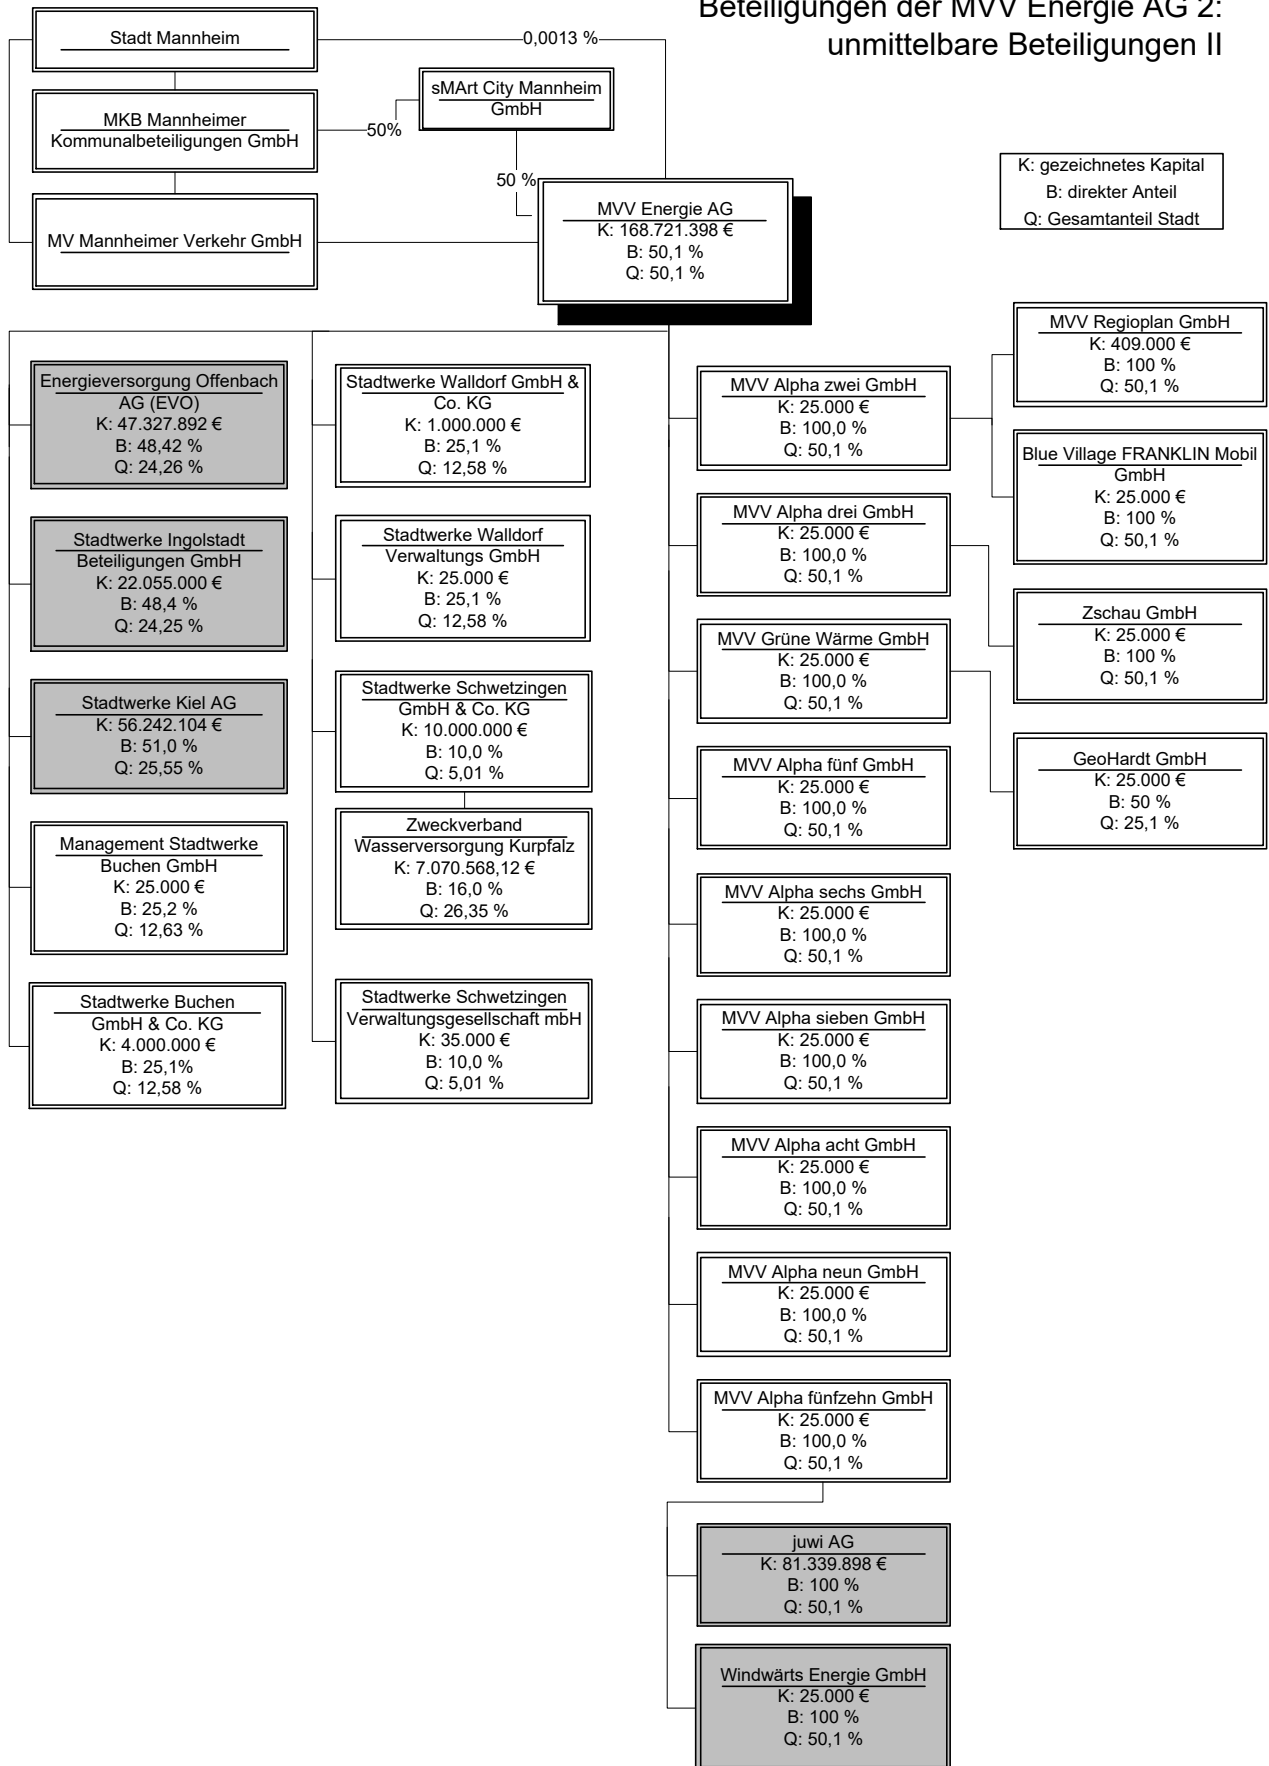 Beteiligungen der MVV Energie AG 2:
unmittelbare Beteiligungen II
Stadt Mannheim
0,0013 %
sMArt City Mannheim
GmbH
MKB Mannheimer
Kommunalbeteiligungen GmbH
50%
50 %
K: gezeichnetes Kapital
B: direkter Anteil
Q: Gesamtanteil Stadt
MV Mannheimer Verkehr GmbH
MVV Energie AG
K: 168.721.398 €
B: 50,1 %
Q: 50,1 %
Energieversorgung Offenbach
AG (EVO)
K: 47.327.892 €
B: 48,42 %
Q: 24,26 %
Stadtwerke Ingolstadt
Beteiligungen GmbH
K: 22.055.000 €
B: 48,4 %
Q: 24,25 %
Stadtwerke Kiel AG
K: 56.242.104 €
B: 51,0 %
Q: 25,55 %
Management Stadtwerke
Buchen GmbH
K: 25.000 €
B: 25,2 %
Q: 12,63 %
Stadtwerke Buchen
GmbH & Co. KG
K: 4.000.000 €
B: 25,1%
Q: 12,58 %
Stadtwerke Walldorf GmbH &
Co. KG
K: 1.000.000 €
B: 25,1 %
Q: 12,58 %
Stadtwerke Walldorf
Verwaltungs GmbH
K: 25.000 €
B: 25,1 %
Q: 12,58 %
Stadtwerke Schwetzingen
GmbH & Co. KG
K: 10.000.000 €
B: 10,0 %
Q: 5,01 %
Zweckverband
Wasserversorgung Kurpfalz
K: 7.070.568,12 €
B: 16,0 %
Q: 26,35 %
Stadtwerke Schwetzingen
Verwaltungsgesellschaft mbH
K: 35.000 €
B: 10,0 %
Q: 5,01 %
MVV Alpha zwei GmbH
K: 25.000 €
B: 100,0 %
Q: 50,1 %
MVV Alpha drei GmbH
K: 25.000 €
B: 100,0 %
Q: 50,1 %
MVV Grüne Wärme GmbH
K: 25.000 €
B: 100,0 %
Q: 50,1 %
MVV Alpha fünf GmbH
K: 25.000 €
B: 100,0 %
Q: 50,1 %
MVV Alpha sechs GmbH
K: 25.000 €
B: 100,0 %
Q: 50,1 %
MVV Alpha sieben GmbH
K: 25.000 €
B: 100,0 %
Q: 50,1 %
MVV Alpha acht GmbH
K: 25.000 €
B: 100,0 %
Q: 50,1 %
MVV Alpha neun GmbH
K: 25.000 €
B: 100,0 %
Q: 50,1 %
MVV Alpha fünfzehn GmbH
K: 25.000 €
B: 100,0 %
Q: 50,1 %
juwi AG
K: 81.339.898 €
B: 100 %
Q: 50,1 %
Windwärts Energie GmbH
K: 25.000 €
B: 100 %
Q: 50,1 %
MVV Regioplan GmbH
K: 409.000 €
B: 100 %
Q: 50,1 %
Blue Village FRANKLIN Mobil
GmbH
K: 25.000 €
B: 100 %
Q: 50,1 %
Zschau GmbH
K: 25.000 €
B: 100 %
Q: 50,1 %
GeoHardt GmbH
K: 25.000 €
B: 50 %
Q: 25,1 %